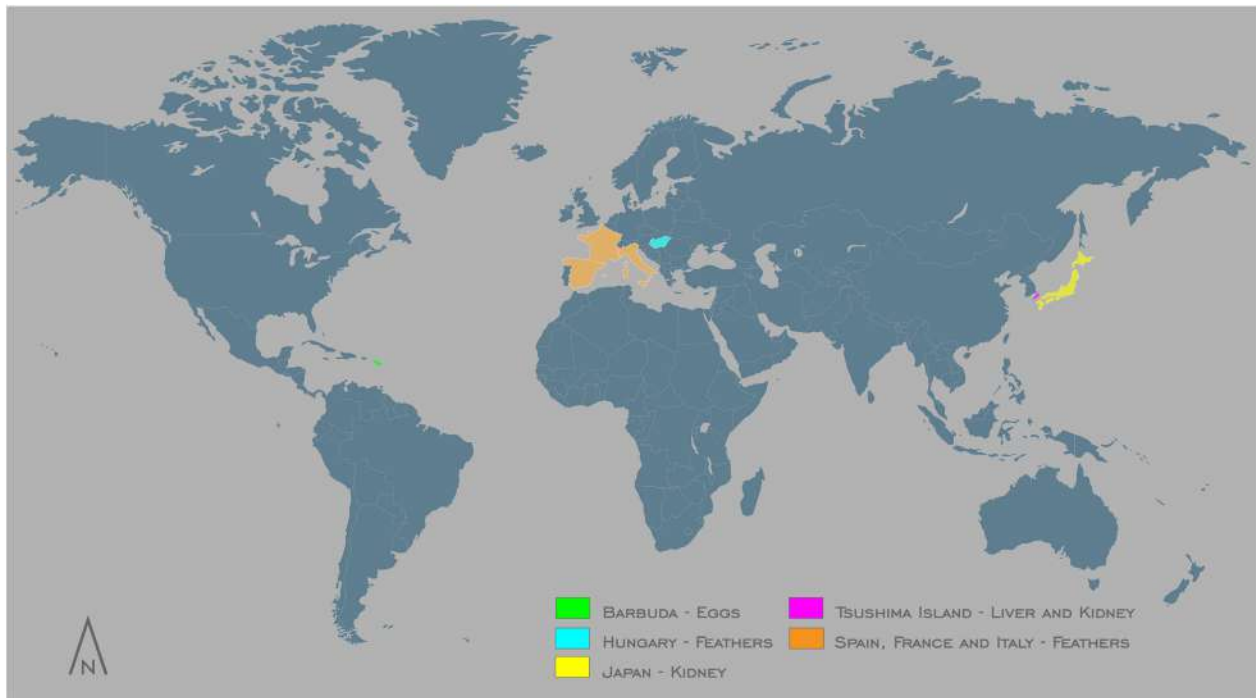 Barbuda - Eggs
Hungary - Feathers
Japan - Kidney
Tsushima Island - Liver and Kidney
Spain, France and Italy - Feathers
N